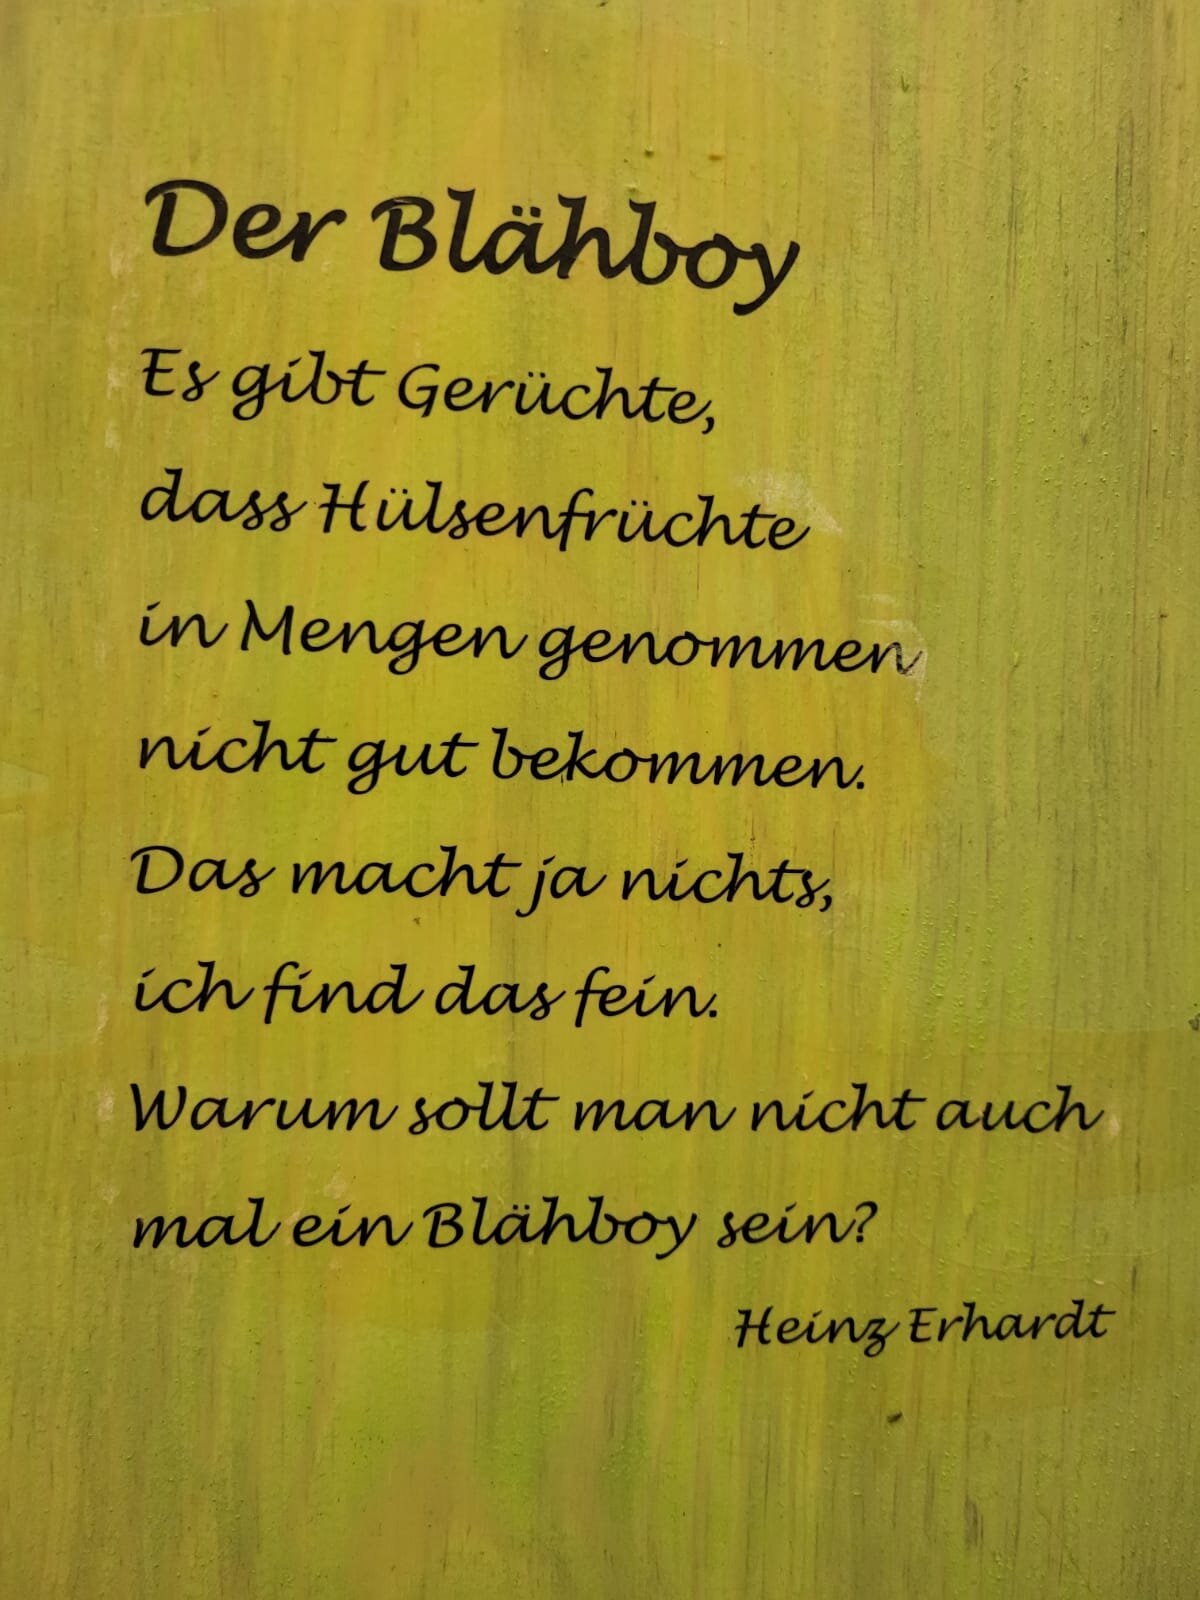 Der Blähboy
Es gibt Gerüchte,
dass Hülsenfrüchte
in Mengen genommen
nicht gut bekommen.
Das macht ja nichts,
ich find das fein.
Warum sollt man nicht auch
mal ein Blähboy sein?
Heinz Erhardt